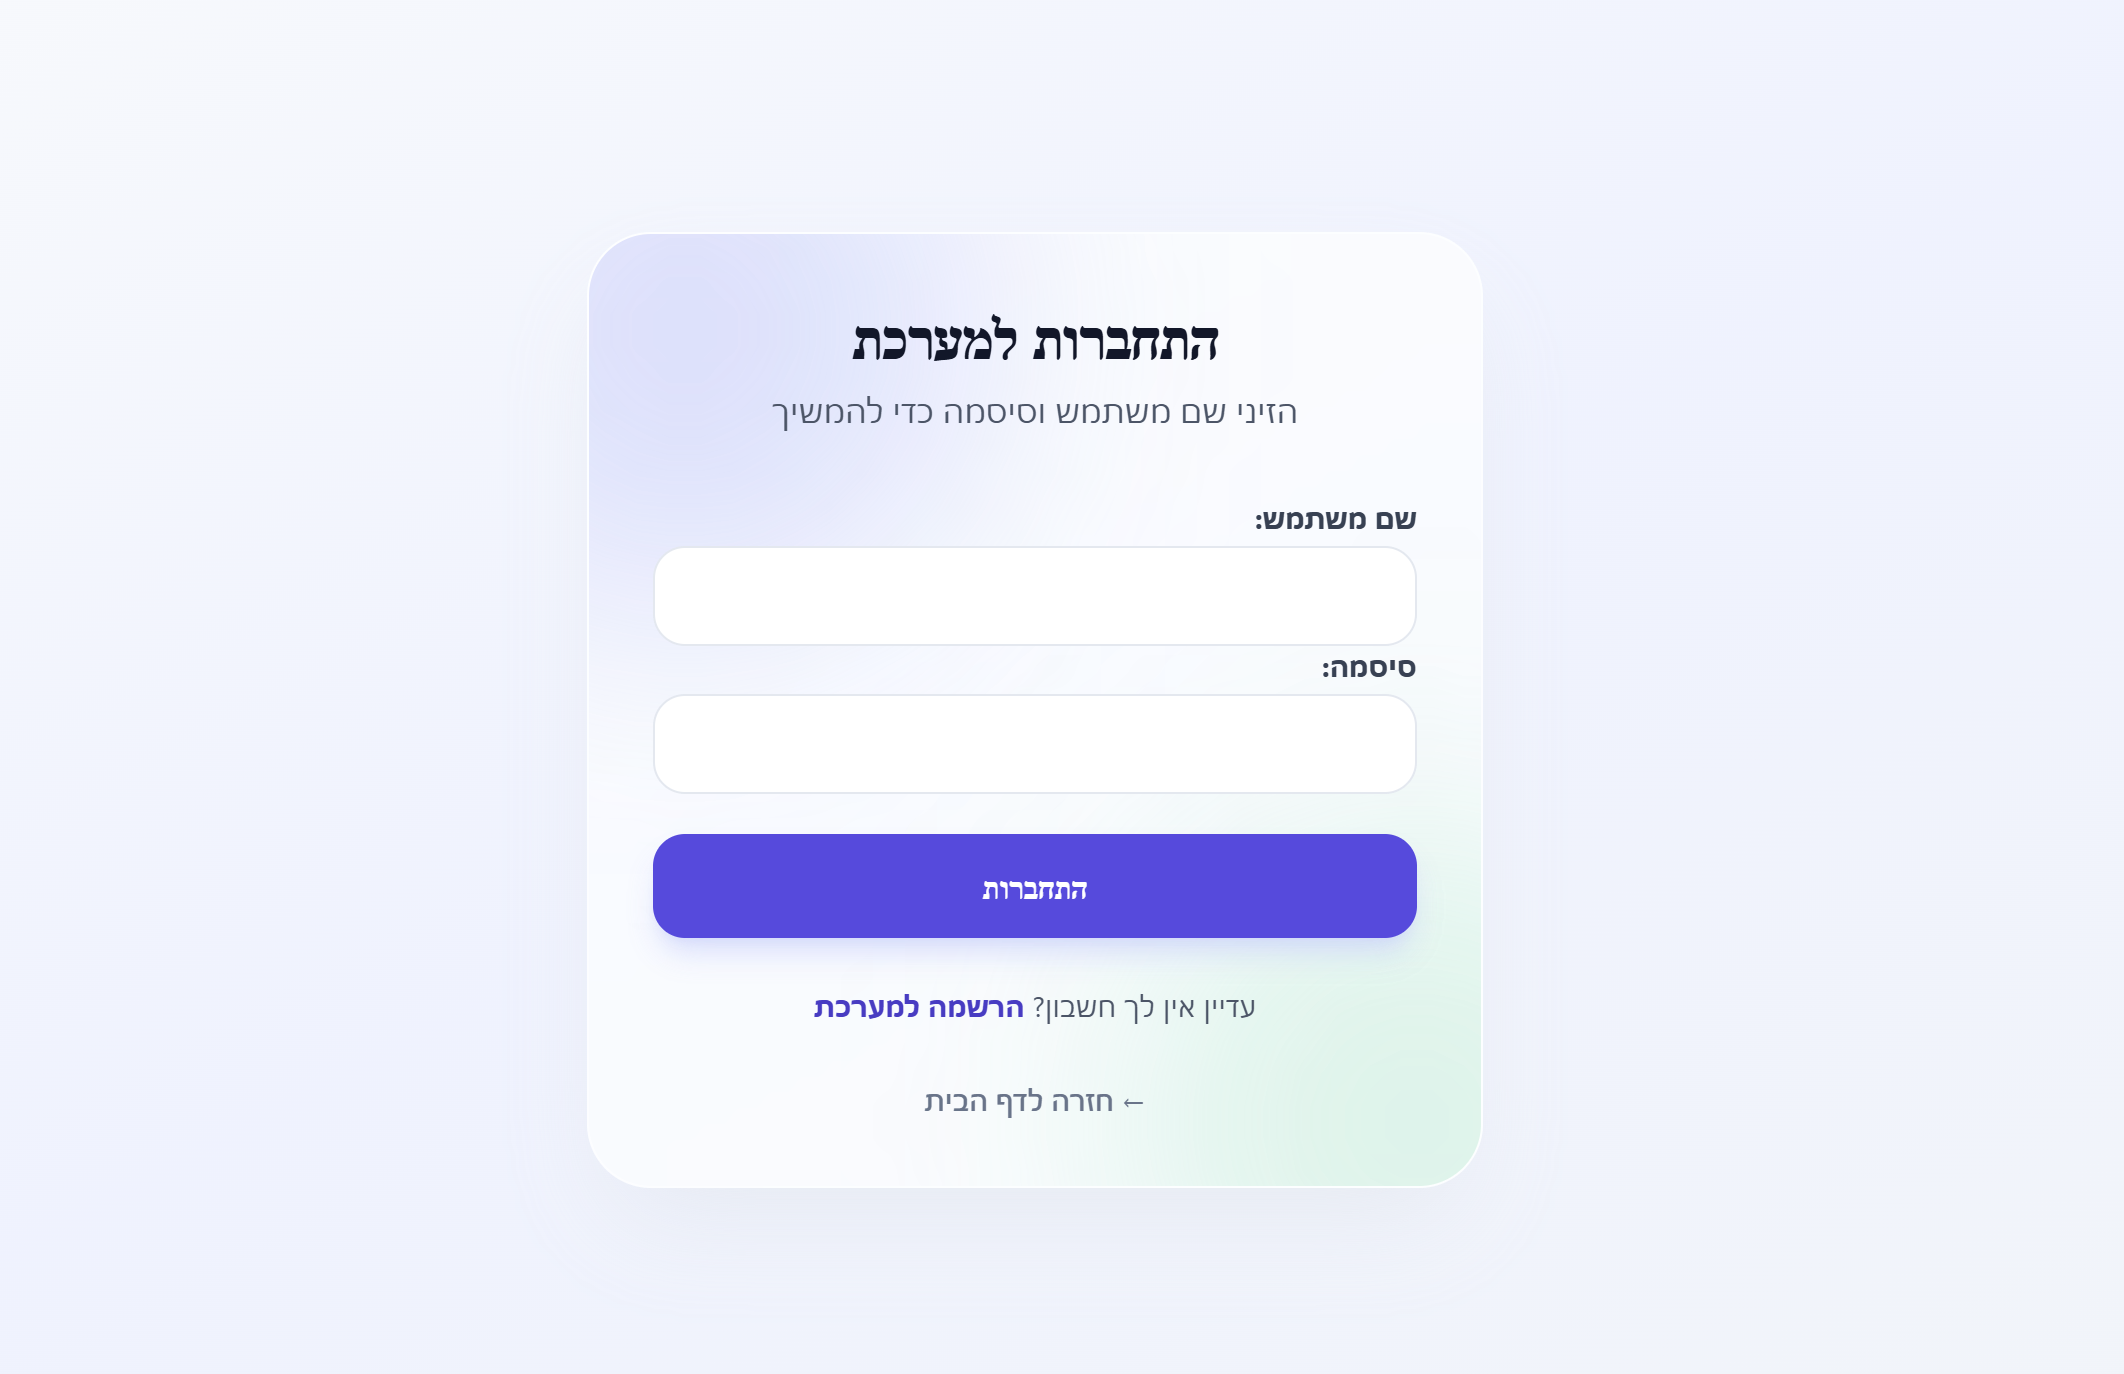 התחברות למערכת
הזיני שם משתמש וסיסמה כדי להמשיך
שם משתמש:
סיסמה:
התחברות
עדיין אין לך חשבון? הרשמה למערכת
← חזרה לדף הבית